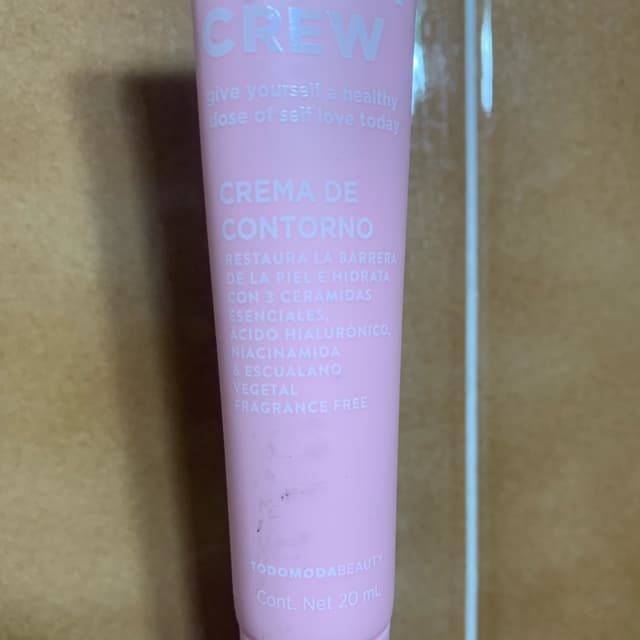 CREW
give yourself a healthy
dose of self love today
CREMA DE
CONTORNO
RESTAURA LA BARRERA
DE LA PIEL E HIDRATA
CON 3 CERAMIDAS
ESENCIALES,
ÁCIDO HIALURÓNICO,
NIACINAMIDA
& ESCUALANO
VEGETAL
FRAGRANCE FREE
TODOMODABEAUTY
Cont. Net. 20 mL